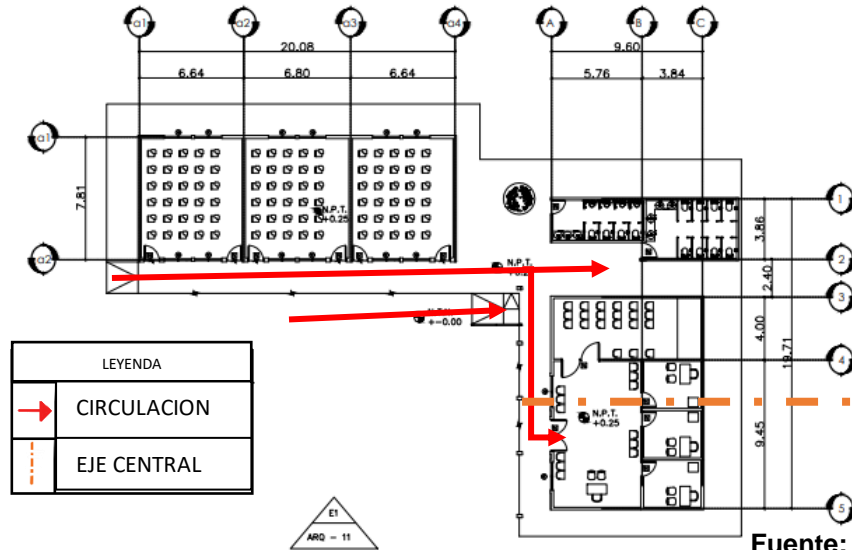 a1 a2 a3 a4 A B C
20.08 9.60
6.64 6.80 6.64 5.76 3.84
a1
7.81
N.P.T.
+0.25
1
3.86
a2
2
N.P.T.
2.40
3
+-0.00
4.00
19.71
4
LEYENDA
CIRCULACION
EJE CENTRAL
N.P.T.
+0.25
9.45
5
E1
ARQ - 11
Fuente: